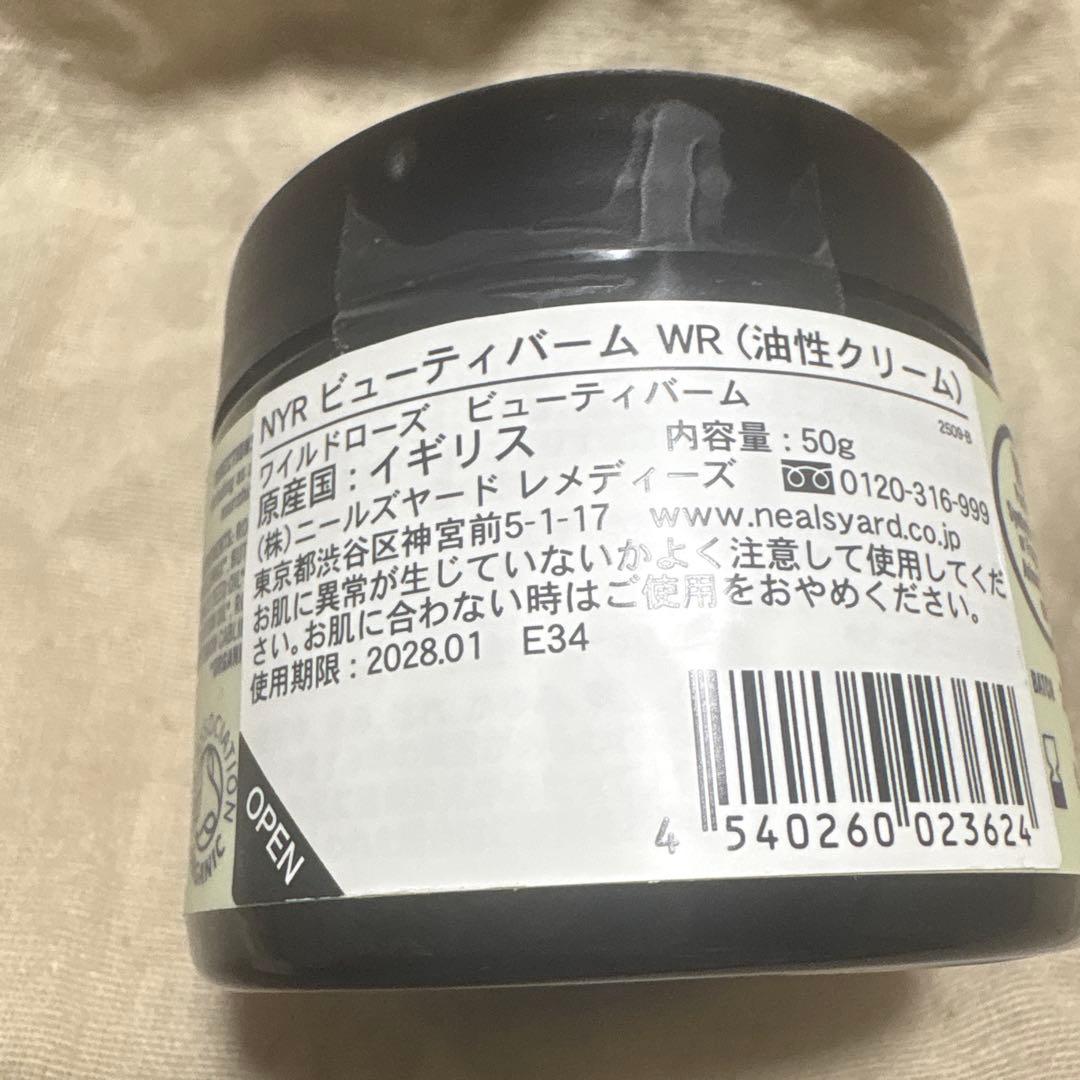 NYR ビューティバーム WR (油性クリーム)
2509-B
ワイルドローズ ビューティバーム
原産国：イギリス 内容量：50g
(株)ニールズヤード レメディーズ 0120-316-999
東京都渋谷区神宮前5-1-17 www.nealsyard.co.jp
お肌に異常が生じていないかよく注意して使用してくだ
さい。お肌に合わない時はご使用をおやめください。
使用期限：2028.01 E34
OPEN
4 540260 023624
BATCH